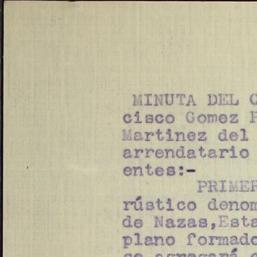 MINUTA DEL
cisco Gomez
Martinez del
arrendatario
entes:-
PRIMER
rústico denom
de Nazas,Esta
plano formado